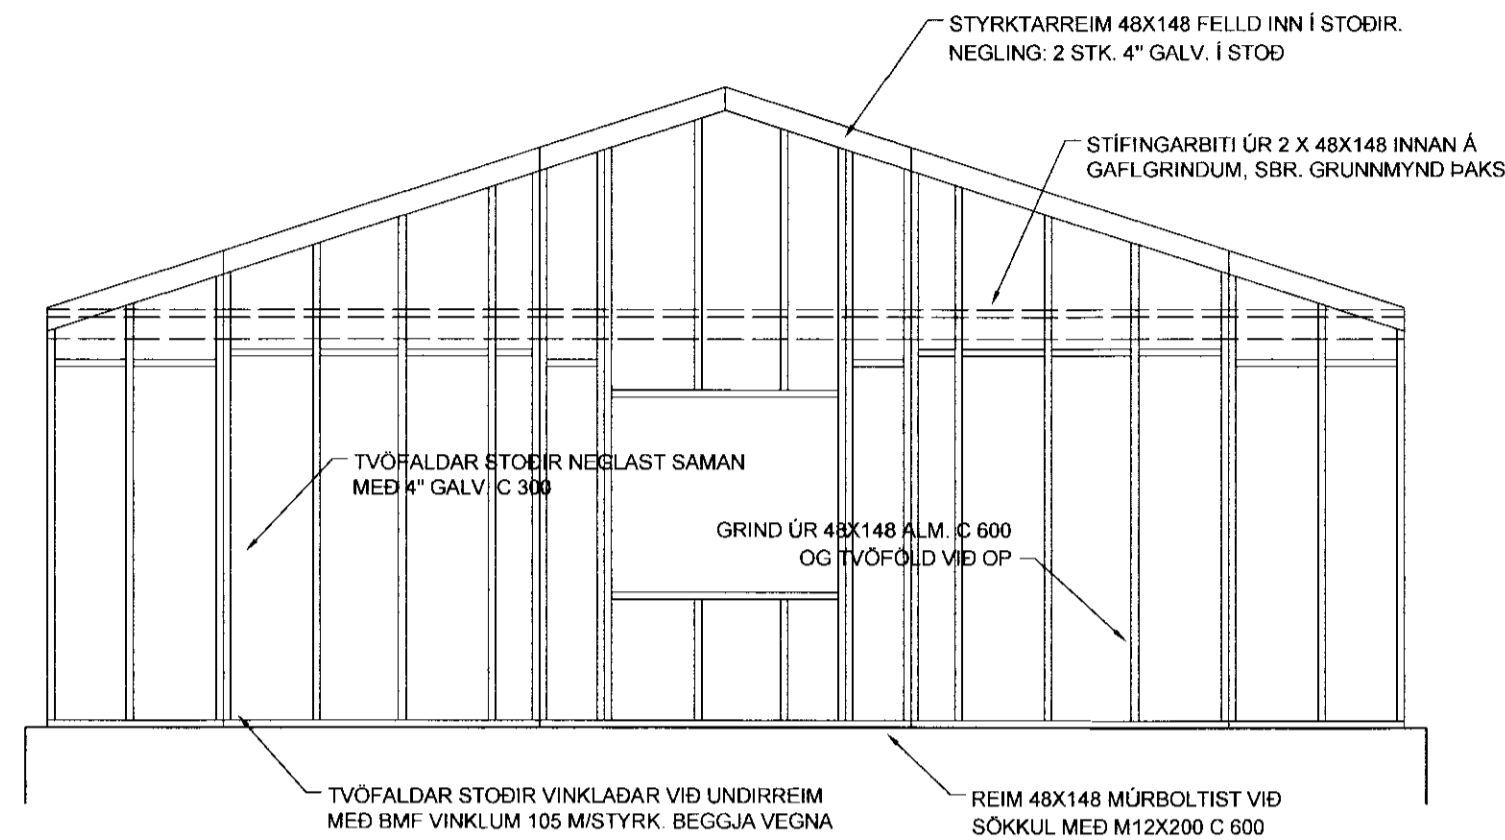 STYRKTARREIM 48X148 FELLD INN Í STOÐIR.
NEGLING: 2 STK. 4" GALV. Í STOÐ
STÍFINGARBITI ÚR 2 X 48X148 INNAN Á
GAFLGRINDUM, SBR. GRUNNMYND ÞAKS
TVÖFALDAR STOÐIR NEGLAST SAMAN
MEÐ 4" GALV. C 300
GRIND ÚR 48X148 ALM. C 600
OG TVÖFÖLD VIÐ OP
TVÖFALDAR STOÐIR VINKLAÐAR VIÐ UNDIRREIM
MEÐ BMF VINKLUM 105 M/STYRK. BEGGJA VEGNA
REIM 48X148 MÚRBOLTIST VIÐ
SÖKKUL MEÐ M12X200 C 600